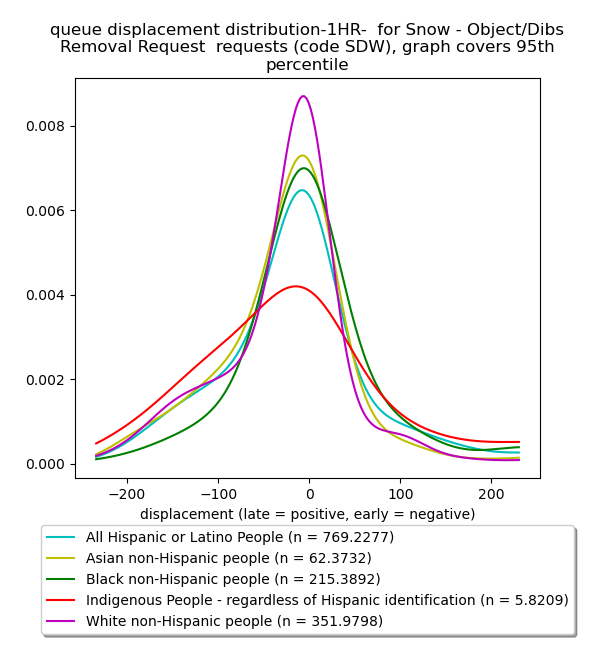 queue displacement distribution-1HR-  for Snow - Object/Dibs
Removal Request  requests (code SDW), graph covers 95th
percentile
0.008
0.006
0.004
0.002
0.000
−200
−100
0
100
200
displacement (late = positive, early = negative)
All Hispanic or Latino People (n = 769.2277)
Asian non-Hispanic people (n = 62.3732)
Black non-Hispanic people (n = 215.3892)
Indigenous People - regardless of Hispanic identification (n = 5.8209)
White non-Hispanic people (n = 351.9798)